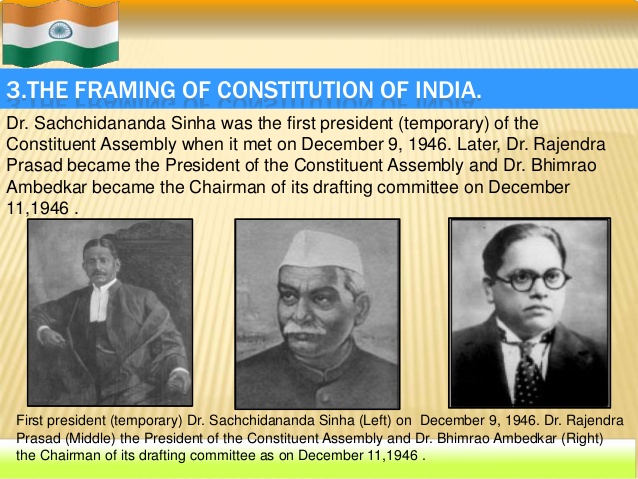 3.THE FRAMING OF CONSTITUTION OF INDIA.
Dr. Sachchidananda Sinha was the first president (temporary) of the
Constituent Assembly when it met on December 9, 1946. Later, Dr. Rajendra
Prasad became the President of the Constituent Assembly and Dr. Bhimrao
Ambedkar became the Chairman of its drafting committee on December
11,1946 .
First president (temporary) Dr. Sachchidananda Sinha (Left) on  December 9, 1946. Dr. Rajendra
Prasad (Middle) the President of the Constituent Assembly and Dr. Bhimrao Ambedkar (Right)
the Chairman of its drafting committee as on December 11,1946 .